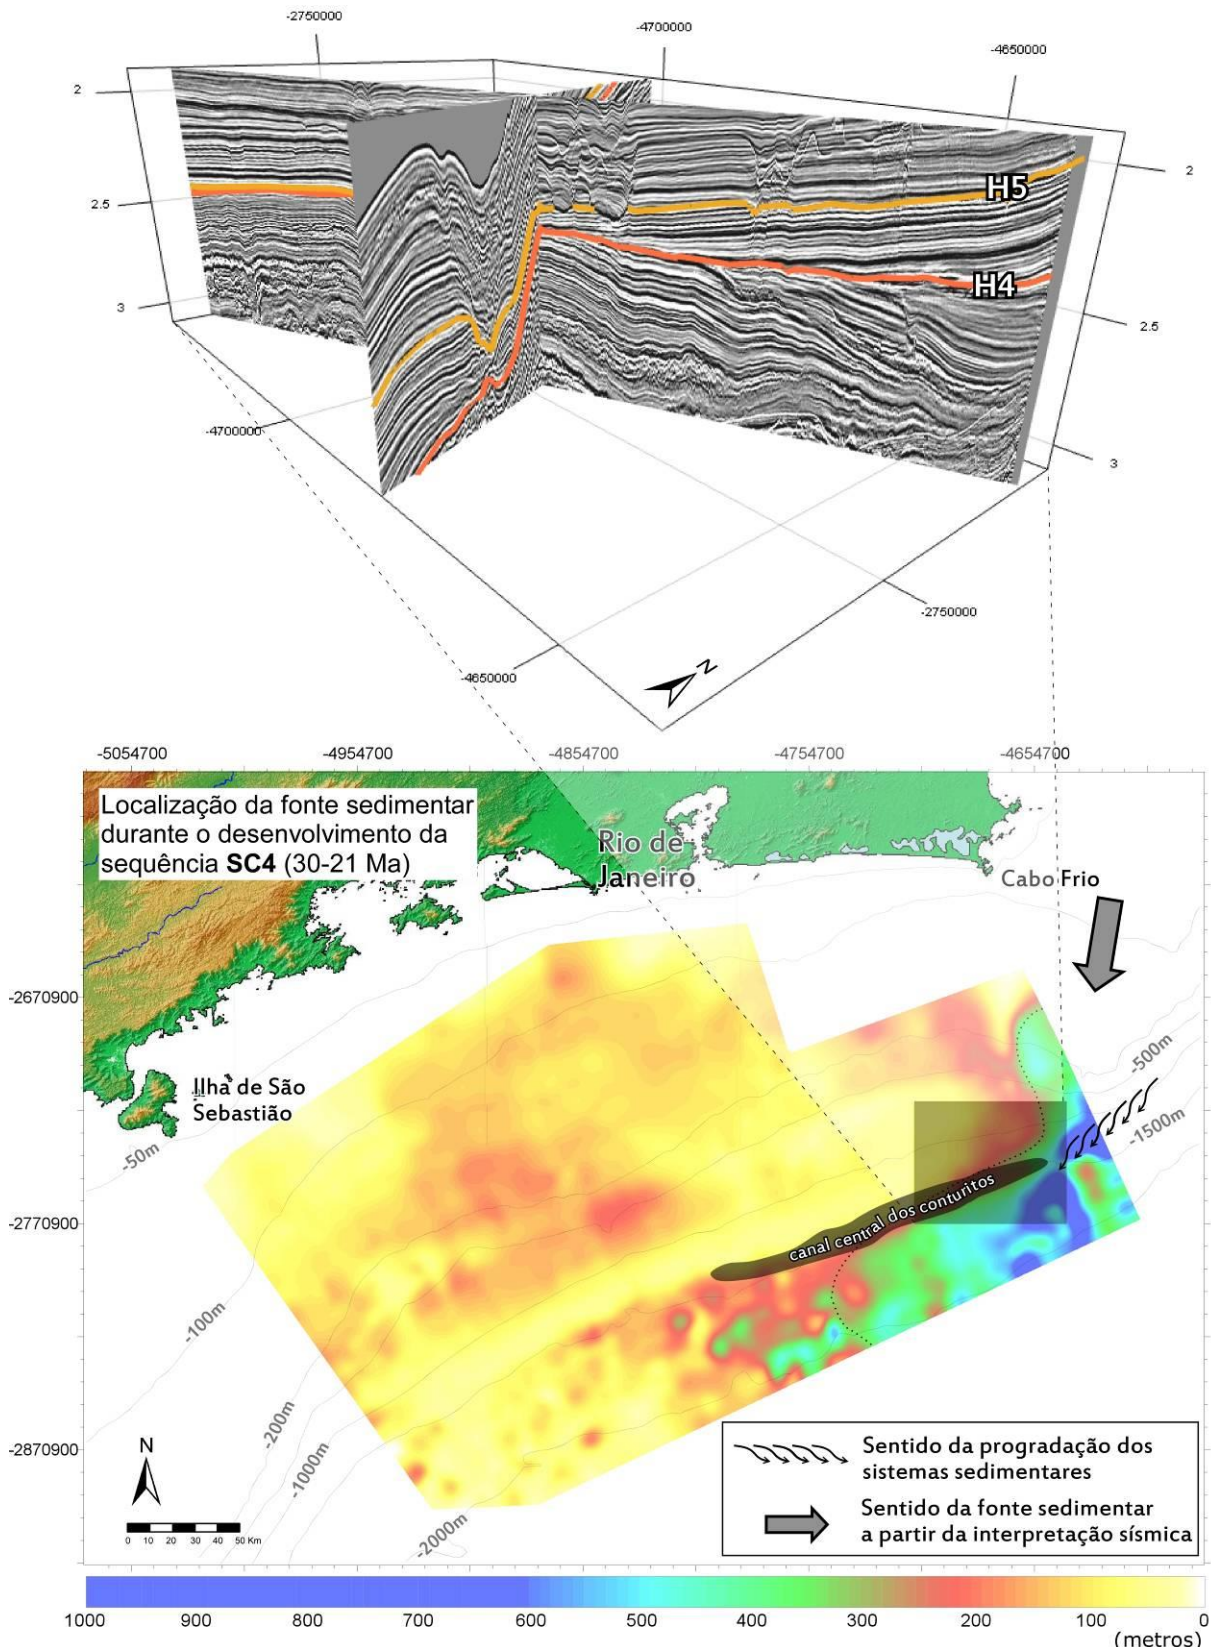 -2750000
-4700000
-4650000
2
2.5
3
H5
H4
2
2.5
3
-4700000
-2750000
-4650000
N
-5054700 -4954700 -4854700 -4754700 -4654700
Localização da fonte sedimentar
durante o desenvolvimento da
sequência SC4 (30-21 Ma)
Rio de
Janeiro
Cabo Frio
-2670900
-500m
Ilha de São
Sebastião
-50m
-1500m
canal central dos conturitos
-2770900
-100m
-200m
-1000m
-2000m
-2870900
N
0 10 20 30 40 50 Km
Sentido da progradação dos
sistemas sedimentares
Sentido da fonte sedimentar
a partir da interpretação sísmica
1000 900 800 700 600 500 400 300 200 100 0
(metros)